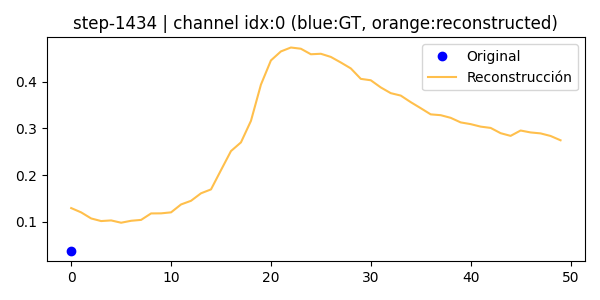 step-1434 | channel idx:0 (blue:GT, orange:reconstructed)
Original
Reconstrucción
0.4
0.3
0.2
0.1
0 10 20 30 40 50